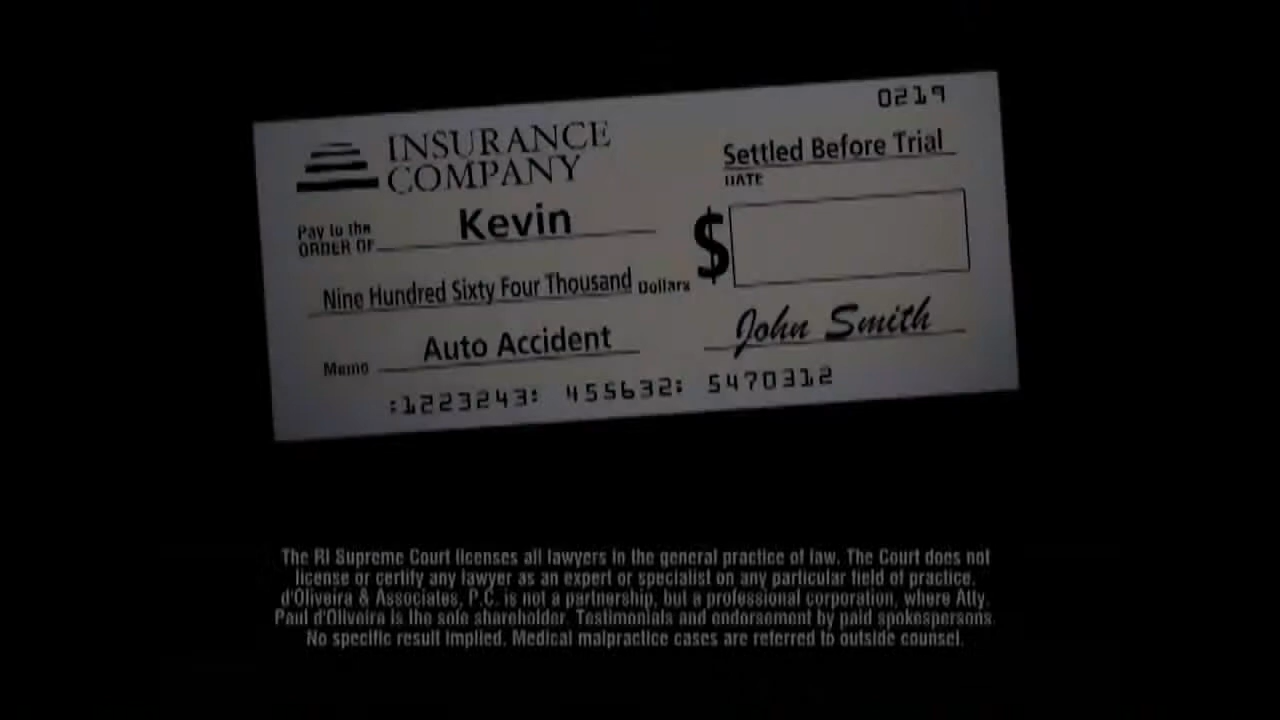 0219
INSURANCE
COMPANY
Settled Before Trial
DATE
Pay to the
ORDER OF
Kevin
$
Nine Hundred Sixty Four Thousand Dollars
John Smith
Memo
Auto Accident
:1223243: 455632: 5470312
The RI Supreme Court licenses all lawyers in the general practice of law. The Court does not
license or certify any lawyer as an expert or specialist on any particular field of practice.
d'Oliveira & Associates, P.C. is not a partnership, but a professional corporation, where Atty.
Paul d'Oliveira is the sole shareholder. Testimonials and endorsement by paid spokespersons.
No specific result implied. Medical malpractice cases are referred to outside counsel.